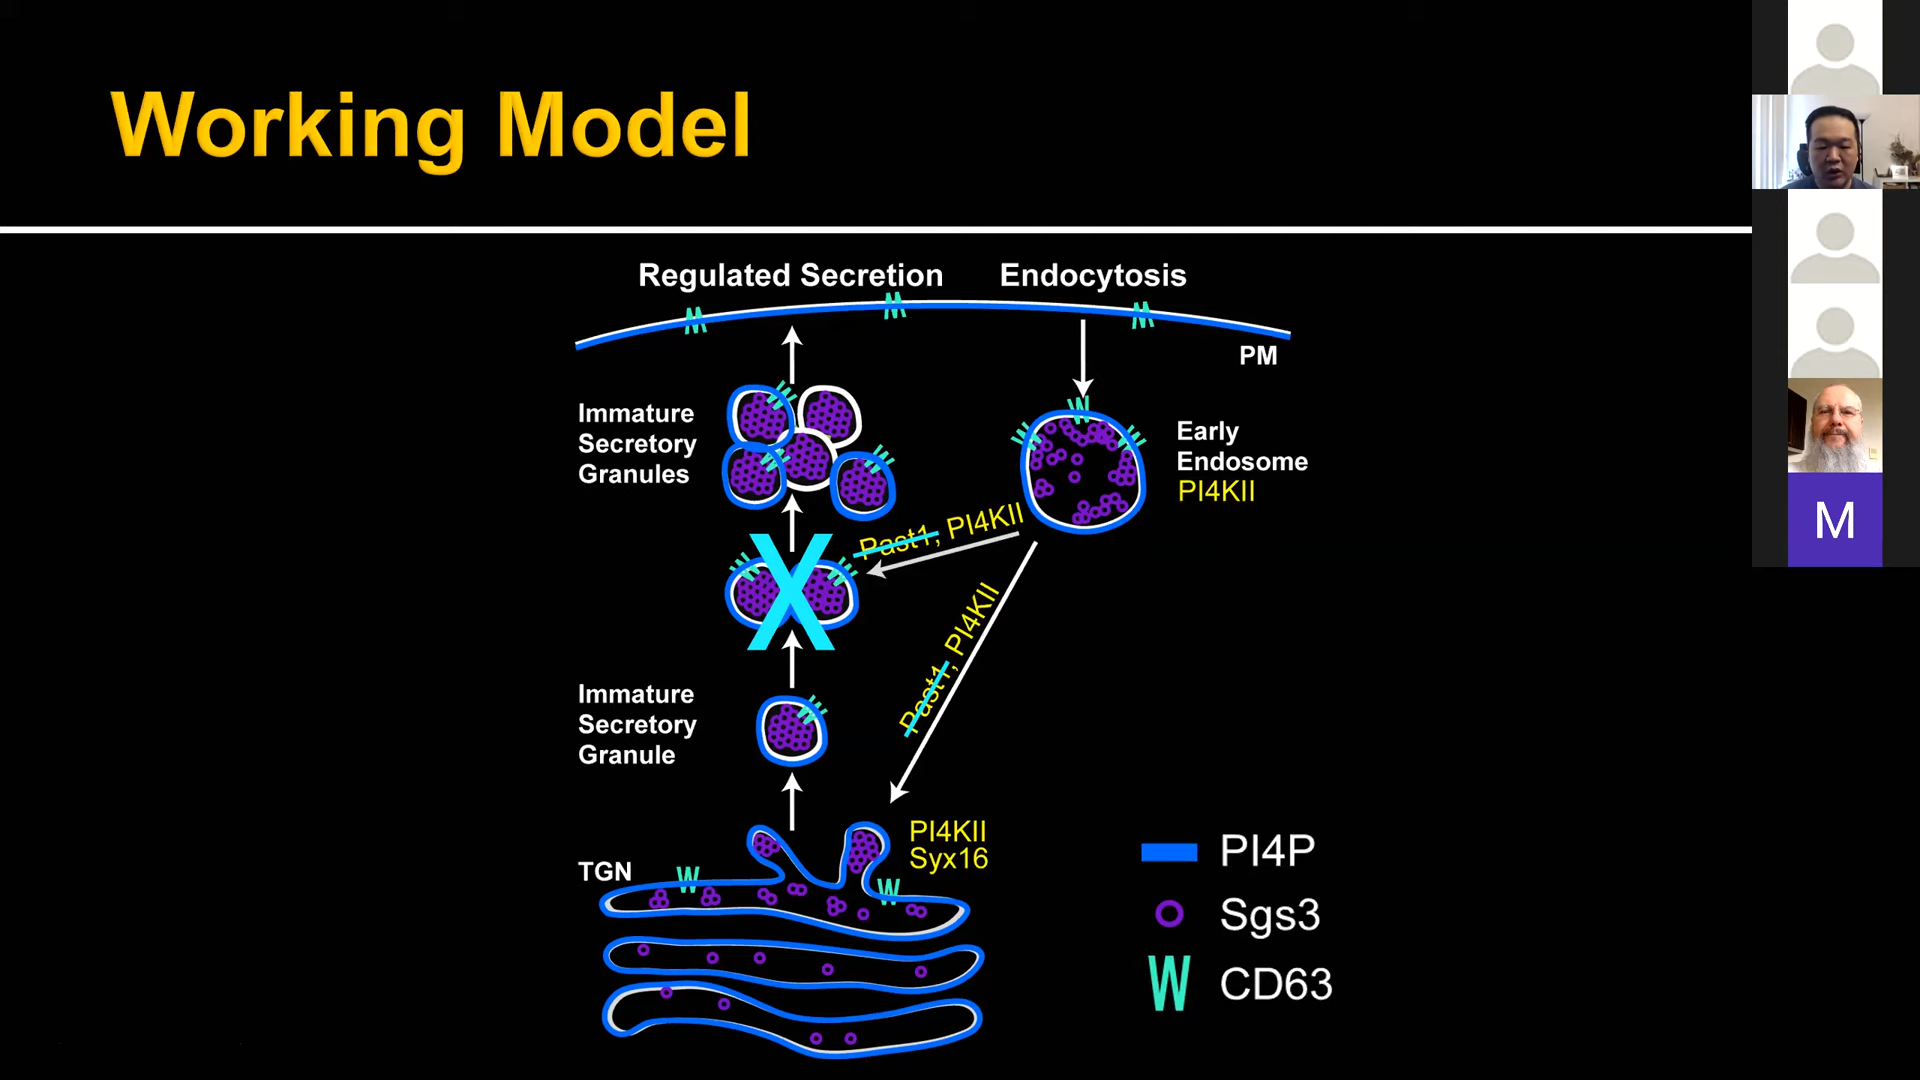 Working Model
Regulated Secretion
Endocytosis
PM
Immature
Secretory
Granules
Early
Endosome
PI4KII
Past1, PI4KII
X
Past1, PI4KII
Immature
Secretory
Granule
TGN
PI4KII
Syx16
PI4P
Sgs3
CD63
M